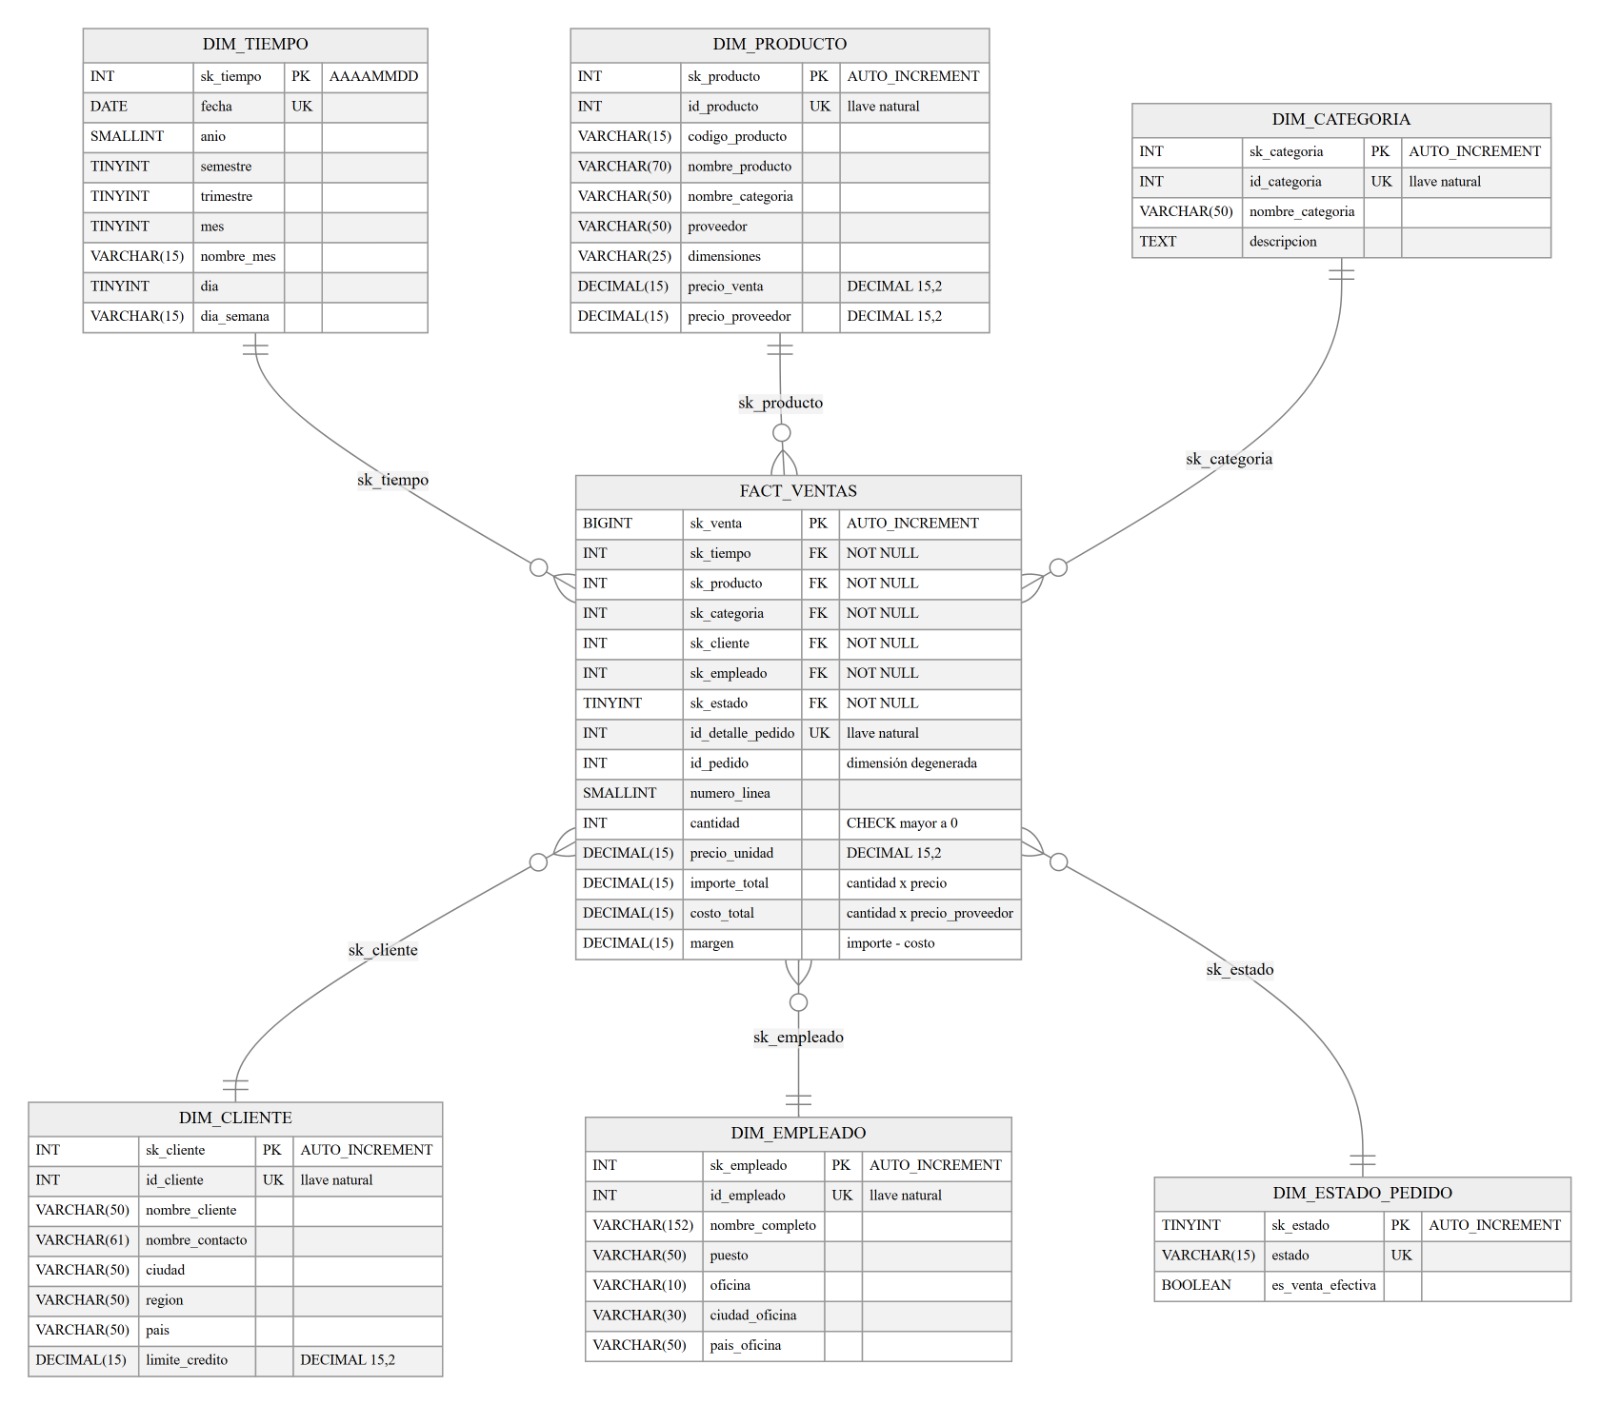 DIM_TIEMPO
INT sk_tiempo PK AAAAMMDD
DATE fecha UK
SMALLINT anio
TINYINT semestre
TINYINT trimestre
TINYINT mes
VARCHAR(15) nombre_mes
TINYINT dia
VARCHAR(15) dia_semana
DIM_PRODUCTO
INT sk_producto PK AUTO_INCREMENT
INT id_producto UK llave natural
VARCHAR(15) codigo_producto
VARCHAR(70) nombre_producto
VARCHAR(50) nombre_categoria
VARCHAR(50) proveedor
VARCHAR(25) dimensiones
DECIMAL(15) precio_venta DECIMAL 15,2
DECIMAL(15) precio_proveedor DECIMAL 15,2
DIM_CATEGORIA
INT sk_categoria PK AUTO_INCREMENT
INT id_categoria UK llave natural
VARCHAR(50) nombre_categoria
TEXT descripcion
sk_tiempo
sk_producto
sk_categoria
FACT_VENTAS
BIGINT sk_venta PK AUTO_INCREMENT
INT sk_tiempo FK NOT NULL
INT sk_producto FK NOT NULL
INT sk_categoria FK NOT NULL
INT sk_cliente FK NOT NULL
INT sk_empleado FK NOT NULL
TINYINT sk_estado FK NOT NULL
INT id_detalle_pedido UK llave natural
INT id_pedido dimensión degenerada
SMALLINT numero_linea
INT cantidad CHECK mayor a 0
DECIMAL(15) precio_unidad DECIMAL 15,2
DECIMAL(15) importe_total cantidad x precio
DECIMAL(15) costo_total cantidad x precio_proveedor
DECIMAL(15) margen importe - costo
sk_cliente
sk_empleado
sk_estado
DIM_CLIENTE
INT sk_cliente PK AUTO_INCREMENT
INT id_cliente UK llave natural
VARCHAR(50) nombre_cliente
VARCHAR(61) nombre_contacto
VARCHAR(50) ciudad
VARCHAR(50) region
VARCHAR(50) pais
DECIMAL(15) limite_credito DECIMAL 15,2
DIM_EMPLEADO
INT sk_empleado PK AUTO_INCREMENT
INT id_empleado UK llave natural
VARCHAR(152) nombre_completo
VARCHAR(50) puesto
VARCHAR(10) oficina
VARCHAR(30) ciudad_oficina
VARCHAR(50) pais_oficina
DIM_ESTADO_PEDIDO
TINYINT sk_estado PK AUTO_INCREMENT
VARCHAR(15) estado UK
BOOLEAN es_venta_efectiva